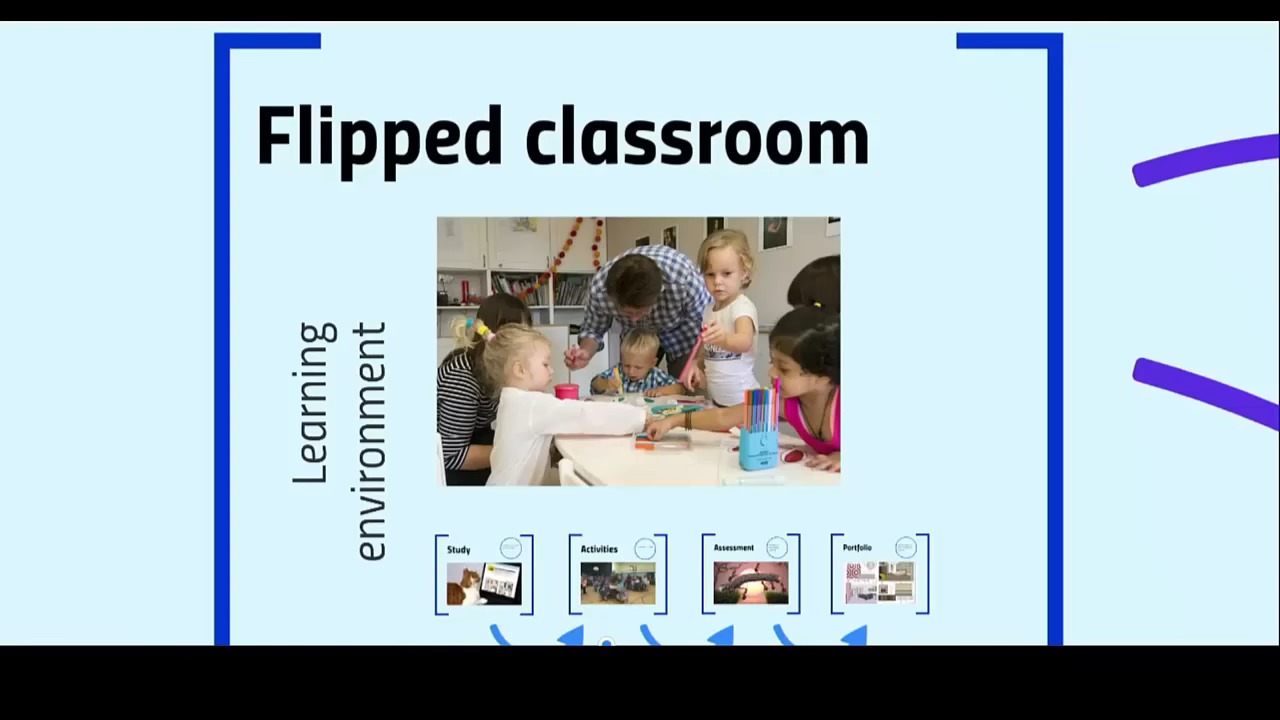 Flipped classroom
Learning
environment
Study
Activities
Assessment
Portfolio